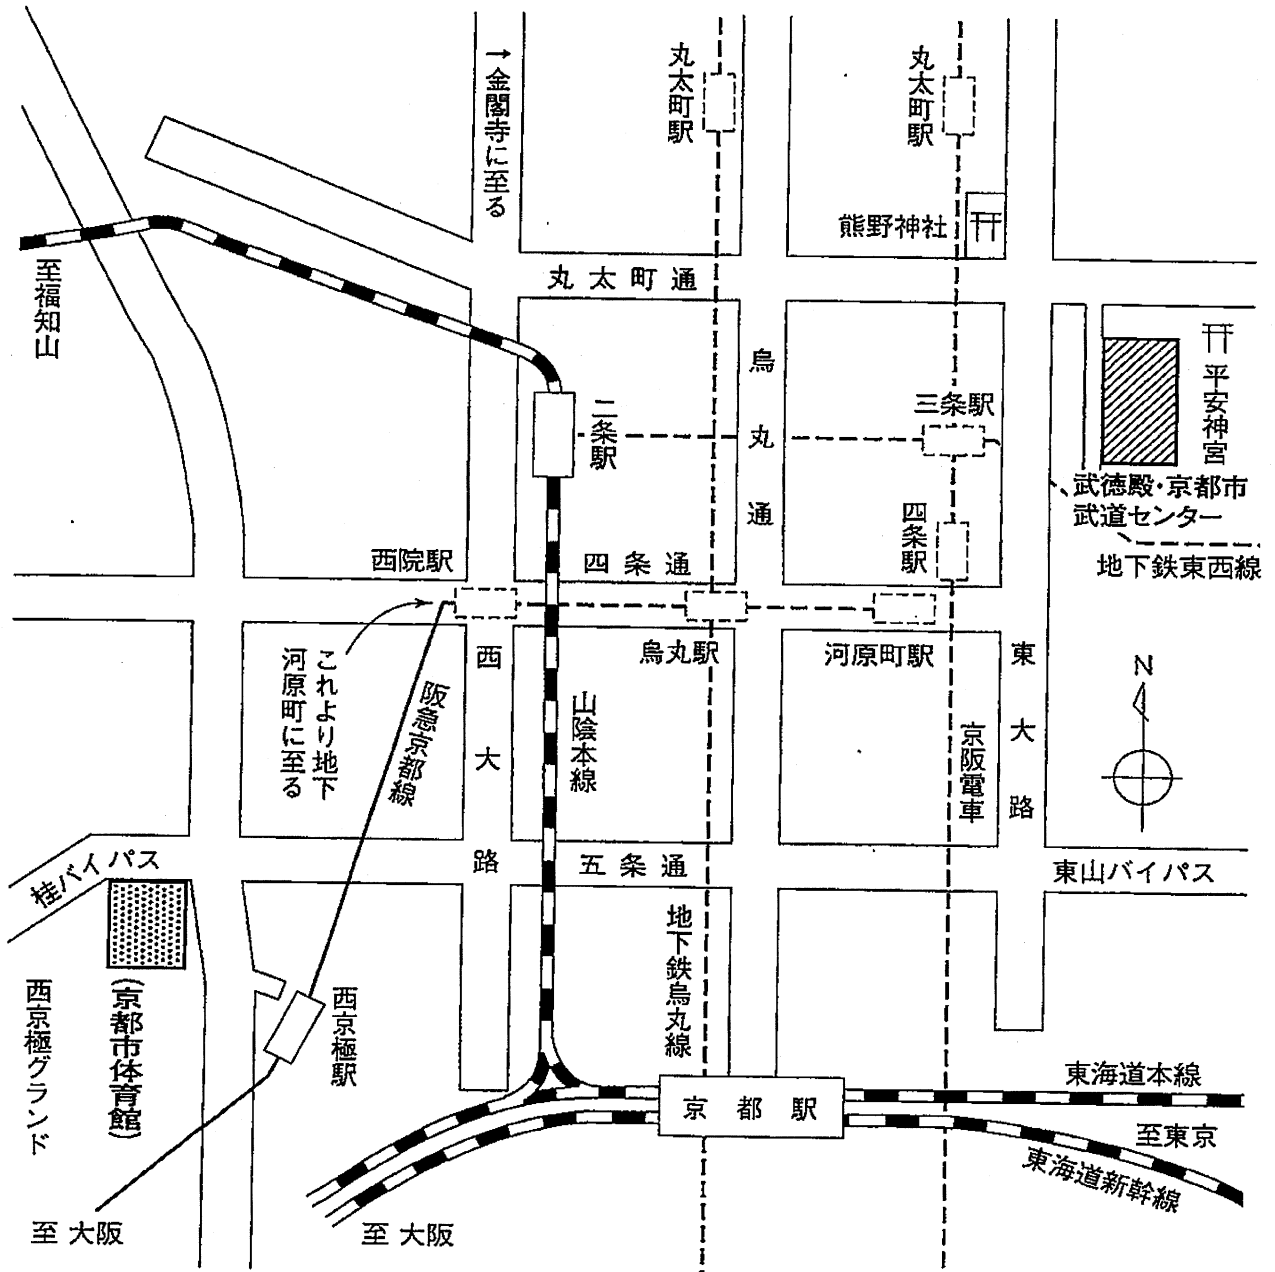 →金閣寺に至る
丸太町駅
丸太町駅
熊野神社
至福知山
丸太町通
烏丸通
二条駅
三条駅
平安神宮
武徳殿・京都市
武道センター
地下鉄東西線
四条駅
西院駅
四条通
烏丸駅
河原町駅
これより地下
河原町に至る
阪急京都線
西大路
山陰本線
京阪電車
東大路
N
桂バイパス
五条通
東山バイパス
西京極グランド
(京都市体育館)
西京極駅
地下鉄烏丸線
京都駅
東海道本線
至東京
東海道新幹線
至 大阪
至 大阪